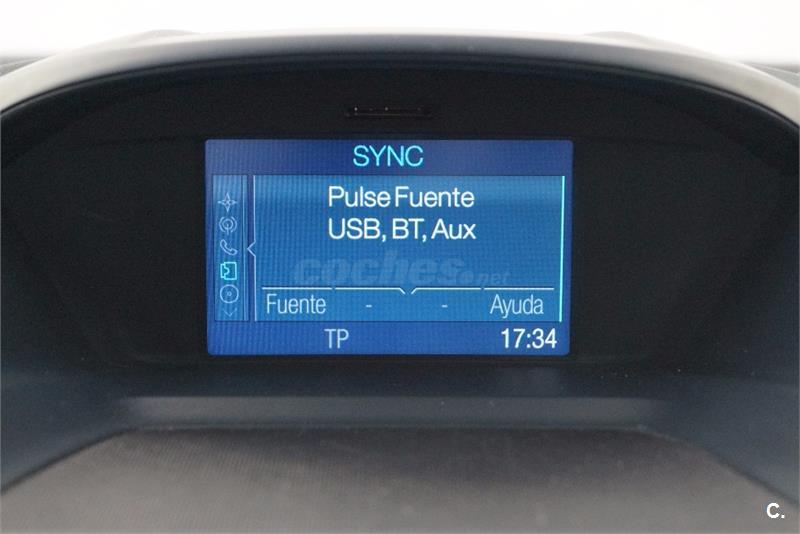 SYNC
Pulse Fuente
USB, BT, Aux
coches.net
Fuente - - Ayuda
TP 17:34
C.